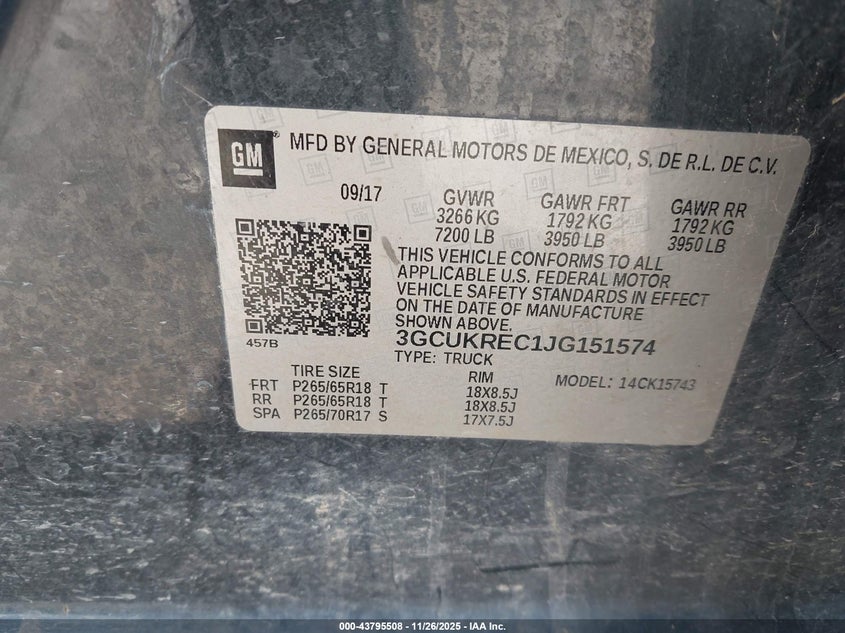 GM® MFD BY GENERAL MOTORS DE MEXICO, S. DE R.L. DE C.V.
09/17
GVWR GAWR FRT GAWR RR
3266 KG 1792 KG 1792 KG
7200 LB 3950 LB 3950 LB
THIS VEHICLE CONFORMS TO ALL
APPLICABLE U.S. FEDERAL MOTOR
VEHICLE SAFETY STANDARDS IN EFFECT
ON THE DATE OF MANUFACTURE
SHOWN ABOVE.
457B
3GCUKREC1JG151574
TYPE: TRUCK
TIRE SIZE RIM MODEL: 14CK15743
FRT P265/65R18 T 18X8.5J
RR P265/65R18 T 18X8.5J
SPA P265/70R17 S 17X7.5J
000-43795508 - 11/26/2025 - IAA Inc.